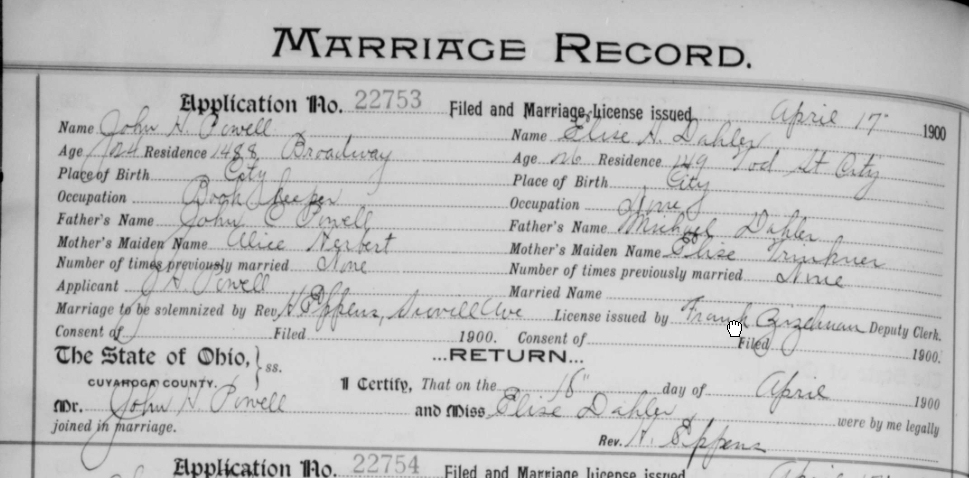 MARRIAGE RECORD.
Application No. 22753 Filed and Marriage License issued April 17" 1900
Name John H. Powell Name Elise H. Dahler
Age Residence 1488 Broadway Age 26 Residence 149 Tod St City
Place of Birth City Place of Birth City
Occupation Book Keeper Occupation None
Father's Name John C Powell Father's Name Michael Dahler
Mother's Maiden Name Alice Herbert Mother's Maiden Name Elise
Number of times previously married None Number of times previously married None
Applicant J H. Powell Married Name
Marriage to be solemnized by Rev H Eppens, Ave License issued by Frank Deputy Clerk.
Consent of Filed 1900. Consent of Filed 1900.
The State of Ohio, } ss. ...RETURN...
CUYAHOGA COUNTY. I Certify, That on the day of April 1900
Mr. John H. Powell and Miss Elise Dahler were by me legally
joined in marriage. Rev. H. Eppens
Application No. 22754 Filed and Marriage License issued April